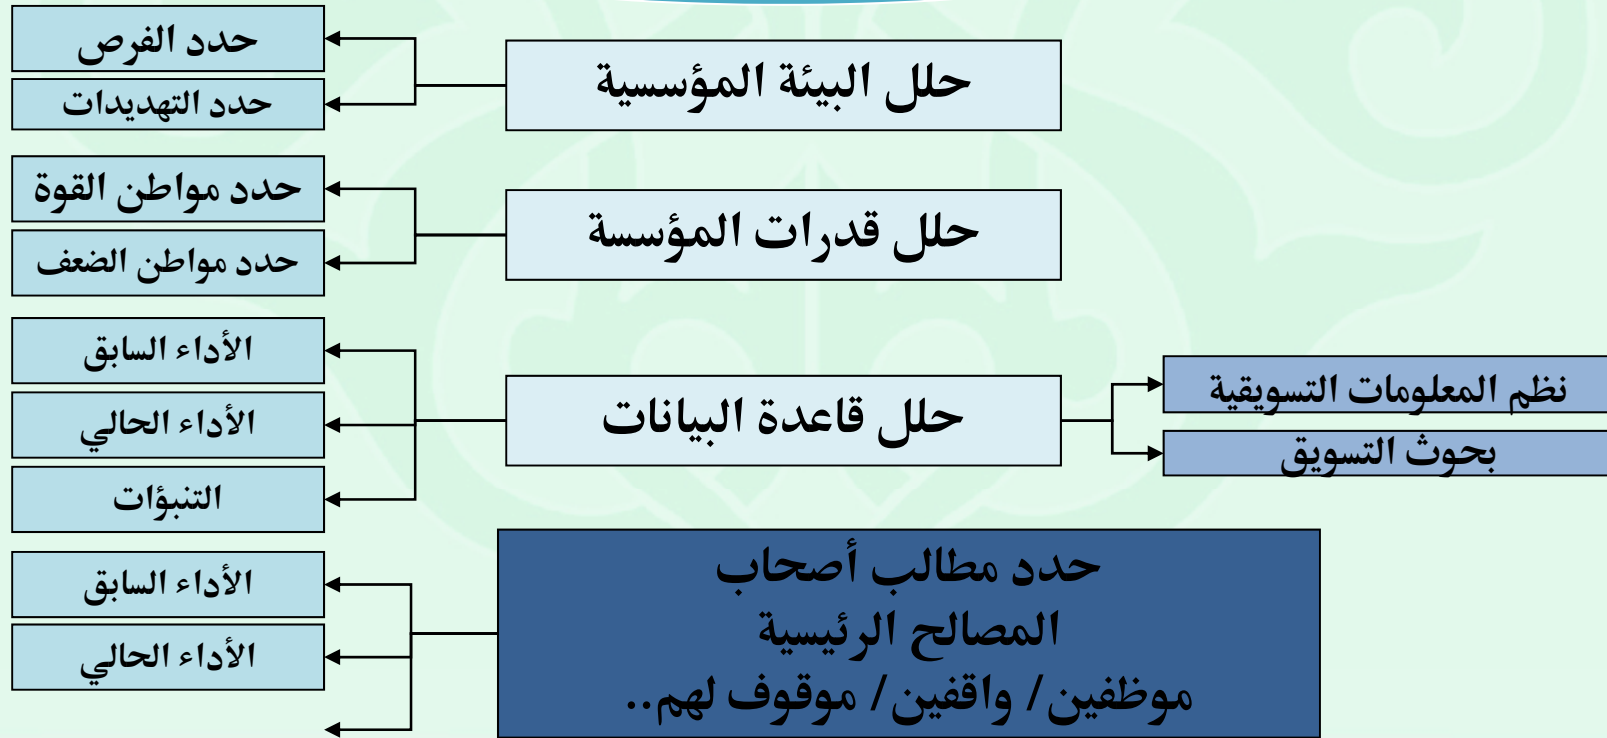 حلل البيئة المؤسسية
حدد الفرص
حدد التهديدات
حلل قدرات المؤسسة
حدد مواطن القوة
حدد مواطن الضعف
نظم المعلومات التسويقية
بحوث التسويق
حلل قاعدة البيانات
الأداء السابق
الأداء الحالي
التنبؤات
حدد مطالب أصحاب
المصالح الرئيسية
موظفين/ واقفين/ موقوف لهم..
الأداء السابق
الأداء الحالي